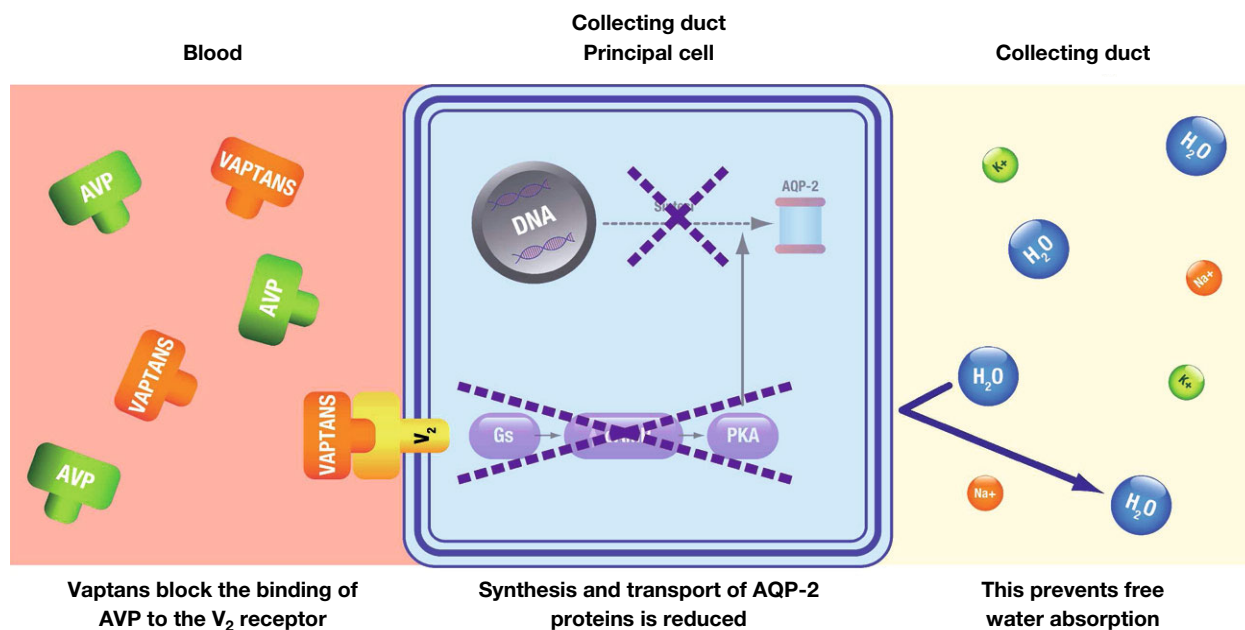 Blood
Collecting duct
Principal cell
Collecting duct
AVP
VAPTANS
AVP
VAPTANS
AVP
VAPTANS
V2
DNA
AQP-2
Gs
PKA
K+
H2O
H2O
Na+
H2O
K+
Na+
H2O
Vaptans block the binding of
AVP to the V2 receptor
Synthesis and transport of AQP-2
proteins is reduced
This prevents free
water absorption